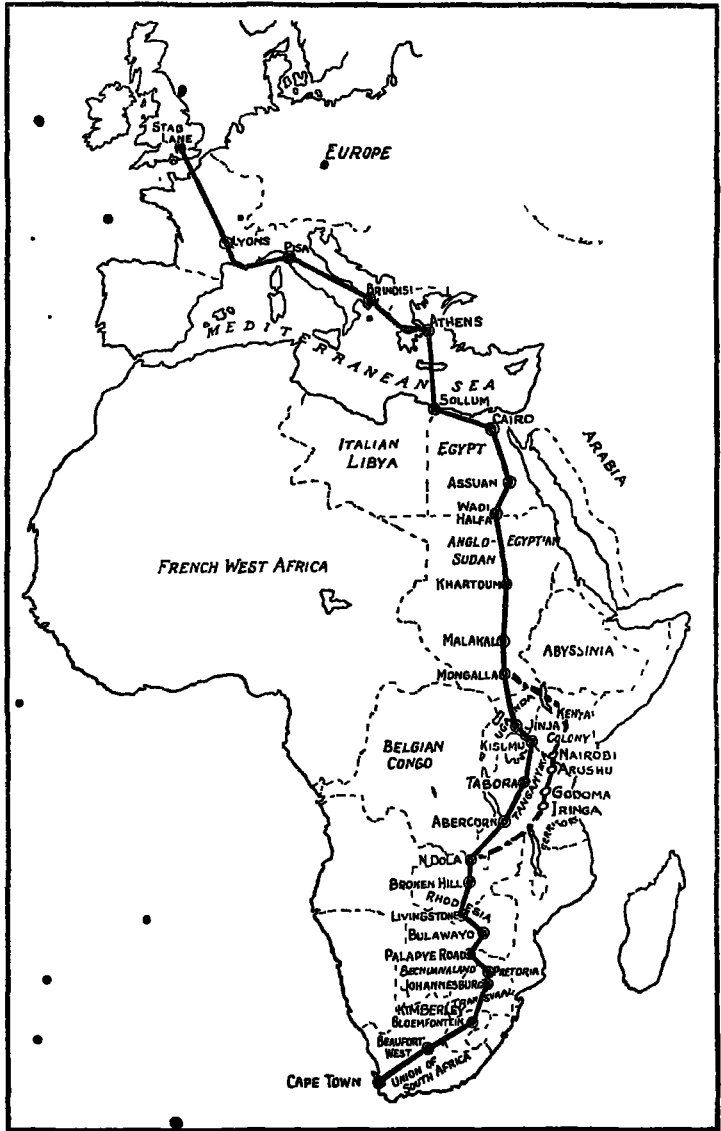 STAG
LANE
EUROPE
LYONS
PISA
BRINDISI
ATHENS
MEDITERRANEAN SEA
SOLLUM
CAIRO
ITALIAN
LIBYA
EGYPT
ARABIA
ASSUAN
WADI
HALFA
ANGLO-EGYPTIAN
SUDAN
FRENCH WEST AFRICA
KHARTOUM
MALAKAL
ABYSSINIA
MONGALLA
UGANDA
KENYA
COLONY
JINJA
KISUMU
BELGIAN
CONGO
NAIROBI
ARUSHU
TABORA
TANGANYIKA
TERRITORY
GODOMA
IRINGA
ABERCORN
N'DOLA
BROKEN HILL
RHODESIA
LIVINGSTONE
BULAWAYO
PALAPYE ROAD
BECHUANALAND
PRETORIA
JOHANNESBURG
TRANSVAAL
KIMBERLEY
BLOEMFONTEIN
BEAUFORT
WEST
UNION OF
SOUTH AFRICA
CAPE TOWN